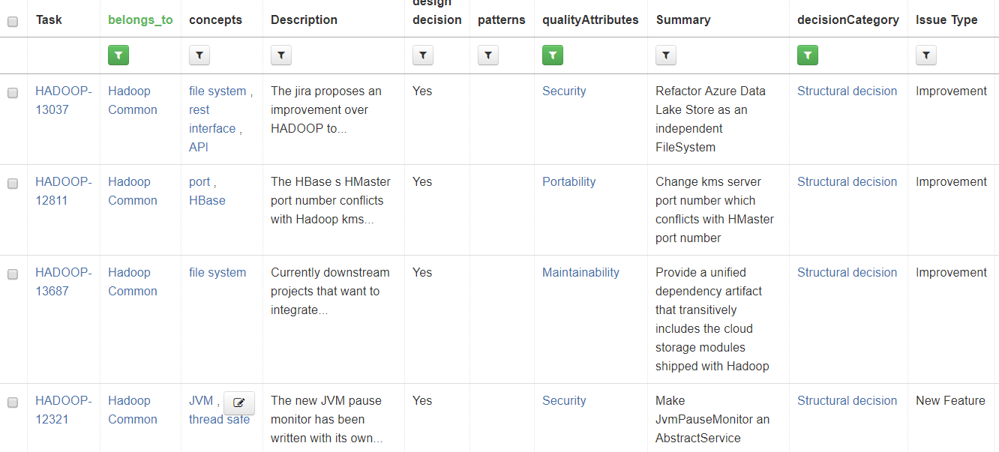 design
Task belongs_to concepts Description decision patterns qualityAttributes Summary decisionCategory Issue Type
HADOOP- Hadoop file system , The jira proposes an Yes Security Refactor Azure Data Structural decision Improvement
13037 Common rest improvement over Lake Store as an
interface , HADOOP to... independent
API FileSystem
HADOOP- Hadoop port , The HBase s HMaster Yes Portability Change kms server Structural decision Improvement
12811 Common HBase port number conflicts port number which
with Hadoop kms... conflicts with HMaster
port number
HADOOP- Hadoop file system Currently downstream Yes Maintainability Provide a unified Structural decision Improvement
13687 Common projects that want to dependency artifact
integrate... that transitively
includes the cloud
storage modules
shipped with Hadoop
HADOOP- Hadoop JVM , The new JVM pause Yes Security Make Structural decision New Feature
12321 Common thread safe monitor has been JvmPauseMonitor an
written with its own... AbstractService